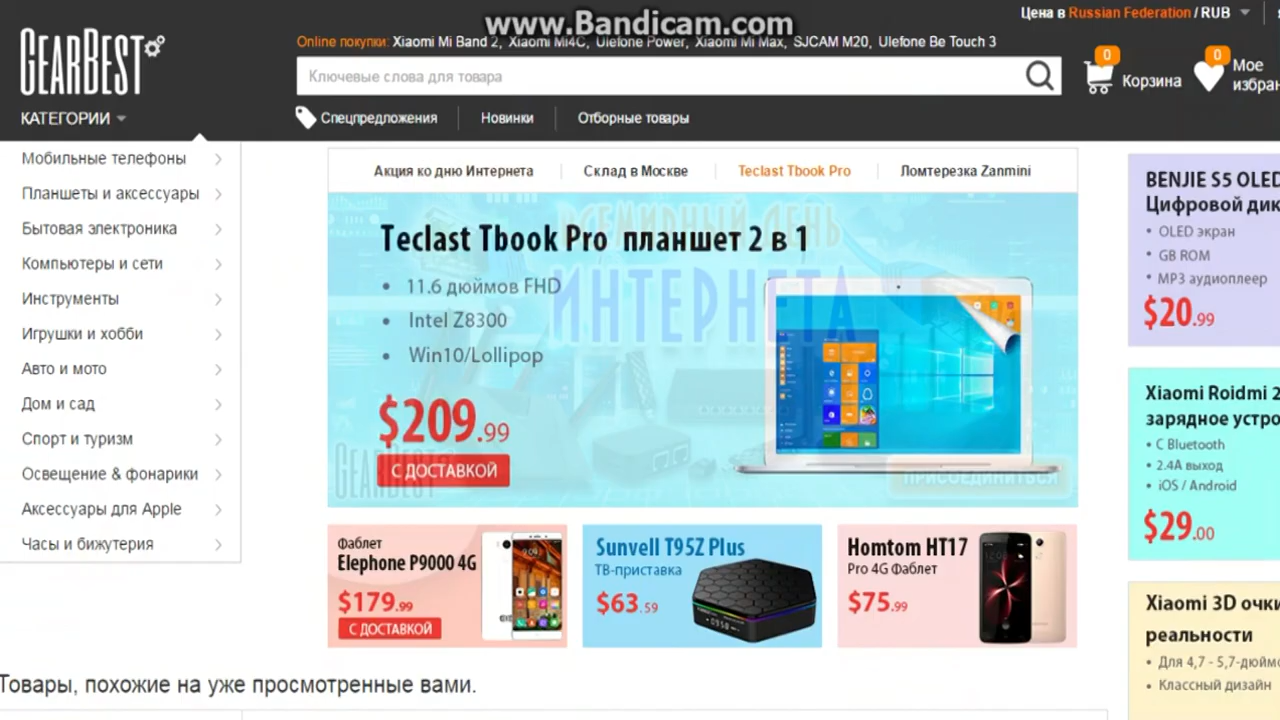 www.Bandicam.com
Цена в Russian Federation / RUB
GEARBEST
Online покупки: Xiaomi Mi Band 2, Xiaomi Mi4C, Ulefone Power, Xiaomi Mi Max, SJCAM M20, Ulefone Be Touch 3
Ключевые слова для товара
0
Корзина
0
Мое
избран
КАТЕГОРИИ
Спецпредложения
Новинки
Отборные товары
Мобильные телефоны
Планшеты и аксессуары
Бытовая электроника
Компьютеры и сети
Инструменты
Игрушки и хобби
Авто и мото
Дом и сад
Спорт и туризм
Освещение & фонарики
Аксессуары для Apple
Часы и бижутерия
Акция ко дню Интернета
Склад в Москве
Teclast Tbook Pro
Ломтерезка Zanmini
ВСЕМИРНЫЙ ДЕНЬ
ИНТЕРНЕТА
Teclast Tbook Pro планшет 2 в 1
• 11.6 дюймов FHD
• Intel Z8300
• Win10/Lollipop
$209.99
С ДОСТАВКОЙ
GEARBEST
ПРИСОЕДИНИТЬСЯ
Фаблет
Elephone P9000 4G
$179.99
С ДОСТАВКОЙ
Sunvell T95Z Plus
ТВ-приставка
$63.59
Homtom HT17
Pro 4G Фаблет
$75.99
BENJIE S5 OLED
Цифровой дик
• OLED экран
• GB ROM
• MP3 аудиоплеер
$20.99
Xiaomi Roidmi 2
зарядное устро
• С Bluetooth
• 2.4A выход
• iOS / Android
$29.00
Xiaomi 3D очки
реальности
• Для 4,7 - 5,7-дюймо
• Классный дизайн
Товары, похожие на уже просмотренные вами.